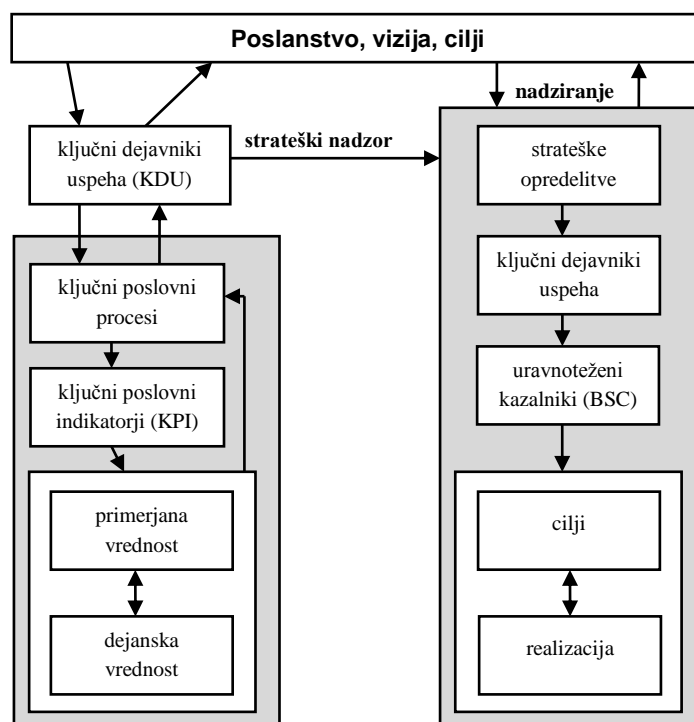 Poslanstvo, vizija, cilji
nadziranje
ključni dejavniki
uspeha (KDU)
strateški nadzor
strateške
opredelitve
ključni poslovni
procesi
ključni dejavniki
uspeha
ključni poslovni
indikatorji (KPI)
uravnoteženi
kazalniki (BSC)
primerjana
vrednost
cilji
dejanska
vrednost
realizacija